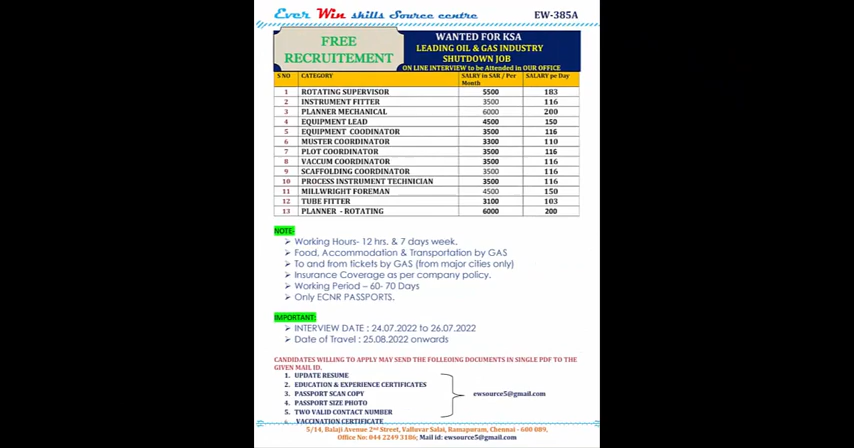 Ever Win skills Source centre EW-385A
FREE
RECRUITEMENT
WANTED FOR KSA
LEADING OIL & GAS INDUSTRY
SHUTDOWN JOB
ON LINE INTERVIEW to be Attended in OUR OFFICE
S NO CATEGORY SALRY in SAR / Per Month SALARY pe Day
1 ROTATING SUPERVISOR 5500 183
2 INSTRUMENT FITTER 3500 116
3 PLANNER MECHANICAL 6000 200
4 EQUIPMENT LEAD 4500 150
5 EQUIPMENT COODINATOR 3500 116
6 MUSTER COORDINATOR 3300 110
7 PLOT COORDINATOR 3500 116
8 VACCUM COORDINATOR 3500 116
9 SCAFFOLDING COORDINATOR 3500 116
10 PROCESS INSTRUMENT TECHNICIAN 3500 116
11 MILLWRIGHT FOREMAN 4500 150
12 TUBE FITTER 3100 103
13 PLANNER - ROTATING 6000 200
NOTE-
➢ Working Hours- 12 hrs. & 7 days week.
➢ Food, Accommodation & Transportation by GAS
➢ To and from tickets by GAS (from major cities only)
➢ Insurance Coverage as per company policy.
➢ Working Period – 60- 70 Days
➢ Only ECNR PASSPORTS.
IMPORTANT:
➢ INTERVIEW DATE : 24.07.2022 to 26.07.2022
➢ Date of Travel : 25.08.2022 onwards
CANDIDATES WILLING TO APPLY MAY SEND THE FOLLEOING DOCUMENTS IN SINGLE PDF TO THE
GIVEN MAIL ID.
1. UPDATE RESUME
2. EDUCATION & EXPERIENCE CERTIFICATES
3. PASSPORT SCAN COPY ewsource5@gmail.com
4. PASSPORT SIZE PHOTO
5. TWO VALID CONTACT NUMBER
6. VACCINATION CERTIFICATE
5/14, Balaji Avenue 2nd Street, Valluvar Salai, Ramapuram, Chennai - 600 089,
Office No: 044 2249 3186; Mail id: ewsource5@gmail.com